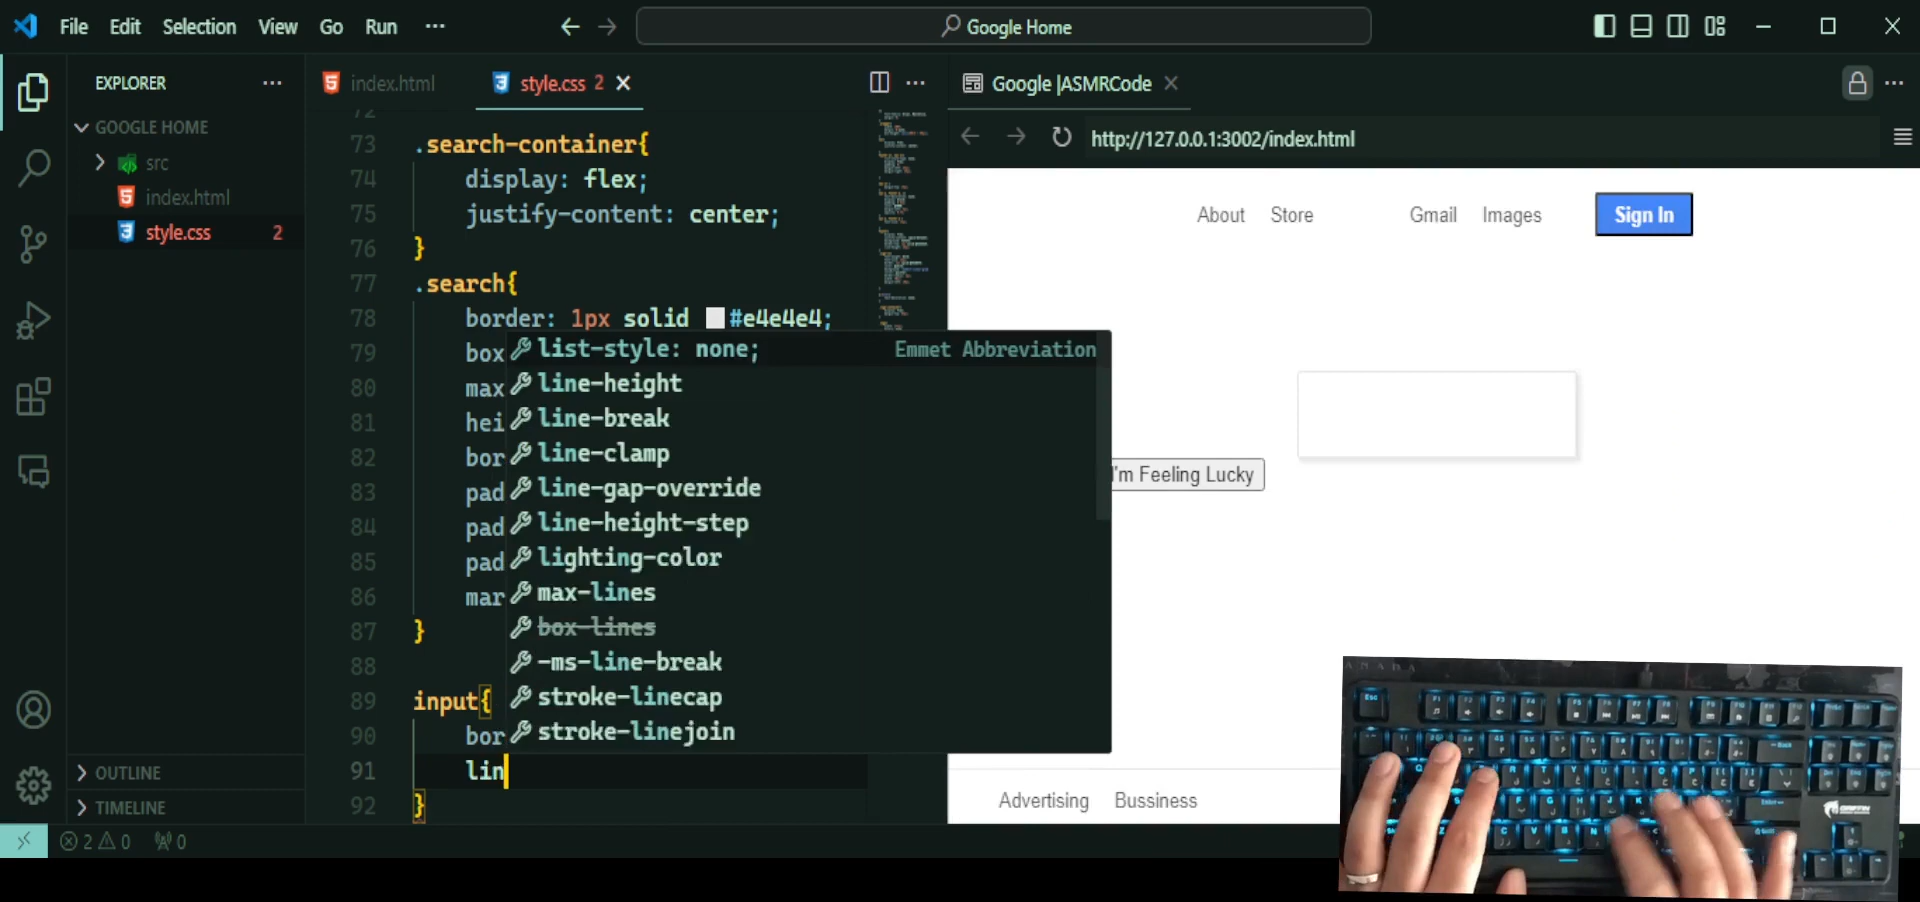 File Edit Selection View Go Run ···
Google Home
EXPLORER ···
GOOGLE HOME
src
index.html
style.css 2
OUTLINE
TIMELINE
2 0 0
index.html
style.css 2
72
73 .search-container{
74 display: flex;
75 justify-content: center;
76 }
77 .search{
78 border: 1px solid #e4e4e4;
79 box
80 max
81 hei
82 bor
83 pad
84 pad
85 pad
86 mar
87 }
88
89 input{
90 bor
91 lin
92 }
list-style: none; Emmet Abbreviation
line-height
line-break
line-clamp
line-gap-override
line-height-step
lighting-color
max-lines
box-lines
-ms-line-break
stroke-linecap
stroke-linejoin
Google |ASMRCode
http://127.0.0.1:3002/index.html
About Store Gmail Images Sign In
I'm Feeling Lucky
Advertising Bussiness